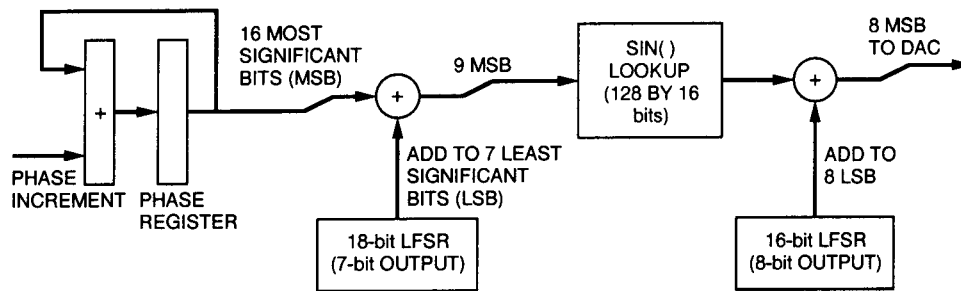 16 MOST
SIGNIFICANT
BITS (MSB)
+
PHASE
INCREMENT
PHASE
REGISTER
+
9 MSB
ADD TO 7 LEAST
SIGNIFICANT
BITS (LSB)
18-bit LFSR
(7-bit OUTPUT)
SIN( )
LOOKUP
(128 BY 16
bits)
+
8 MSB
TO DAC
ADD TO
8 LSB
16-bit LFSR
(8-bit OUTPUT)